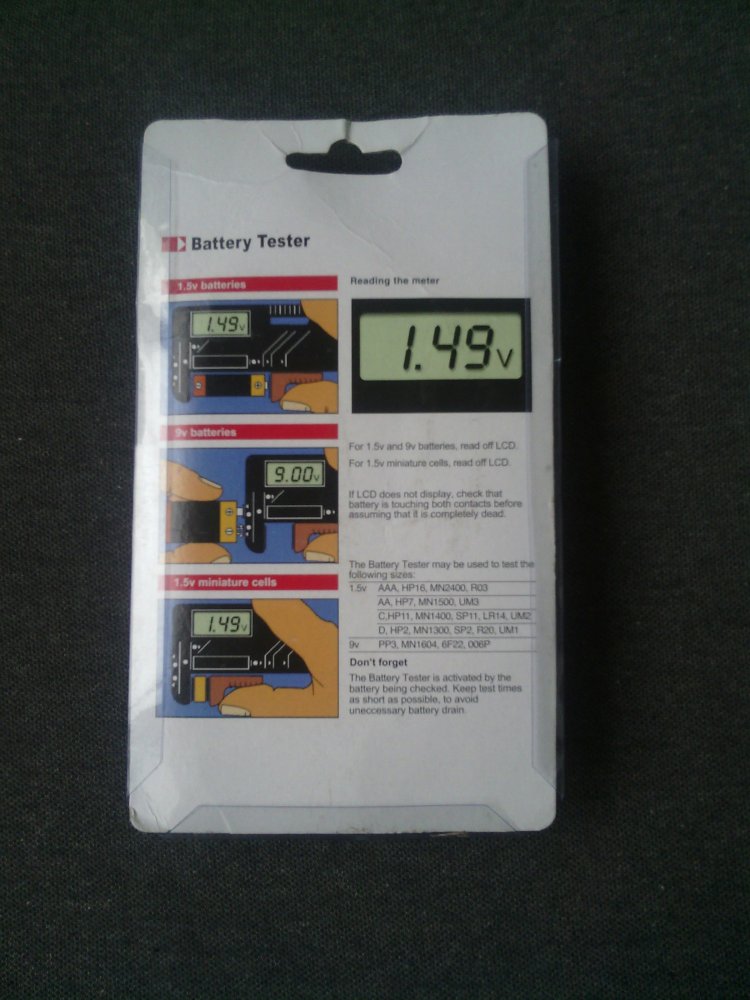 Battery Tester
1.5v batteries
1.49v
9v batteries
9.00v
1.5v miniature cells
1.49v
Reading the meter
1.49v
For 1.5v and 9v batteries, read off LCD.
For 1.5v miniature cells, read off LCD.
If LCD does not display, check that
battery is touching both contacts before
assuming that it is completely dead.
The Battery Tester may be used to test the
following sizes:
1.5v AAA, HP16, MN2400, R03
AA, HP7, MN1500, UM3
C,HP11, MN1400, SP11, LR14, UM2
D, HP2, MN1300, SP2, R20, UM1
9v PP3, MN1604, 6F22, 006P
Don't forget
The Battery Tester is activated by the
battery being checked. Keep test times
as short as possible, to avoid
uneccessary battery drain.